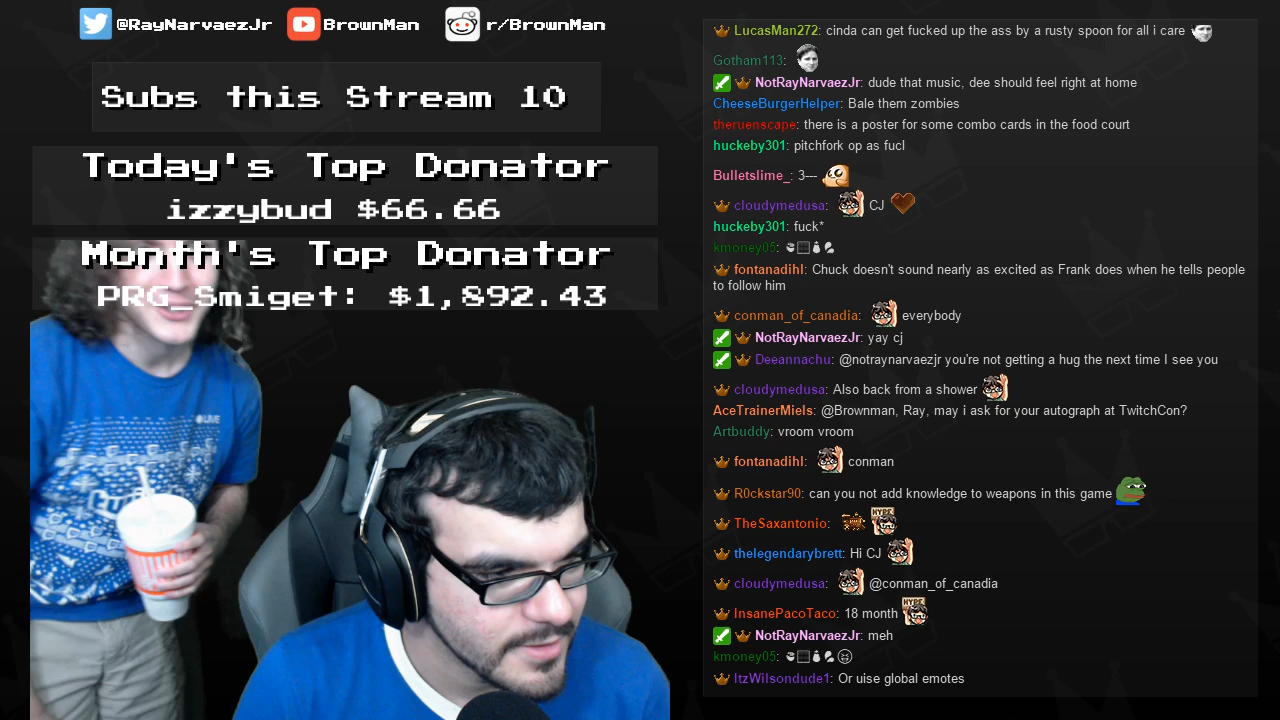 @RayNarvaezJr BrownMan r/BrownMan
Subs this Stream 10
Today's Top Donator
izzybud $66.66
Month's Top Donator
PRG_Smiget: $1,892.43
LIVE
LucasMan272: cinda can get fucked up the ass by a rusty spoon for all i care
Gotham113:
NotRayNarvaezJr: dude that music, dee should feel right at home
CheeseBurgerHelper: Bale them zombies
theruenscape: there is a poster for some combo cards in the food court
huckeby301: pitchfork op as fucl
Bulletslime_: 3---
cloudymedusa: CJ
huckeby301: fuck*
kmoney05:
fontanadihl: Chuck doesn't sound nearly as excited as Frank does when he tells people
to follow him
conman_of_canadia: everybody
NotRayNarvaezJr: yay cj
Deeannachu: @notraynarvaezjr you're not getting a hug the next time I see you
cloudymedusa: Also back from a shower
AceTrainerMiels: @Brownman, Ray, may i ask for your autograph at TwitchCon?
Artbuddy: vroom vroom
fontanadihl: conman
R0ckstar90: can you not add knowledge to weapons in this game
TheSaxantonio: HYPE
thelegendarybrett: Hi CJ
cloudymedusa: @conman_of_canadia
InsanePacoTaco: 18 month HYPE
NotRayNarvaezJr: meh
kmoney05:
ItzWilsondude1: Or uise global emotes